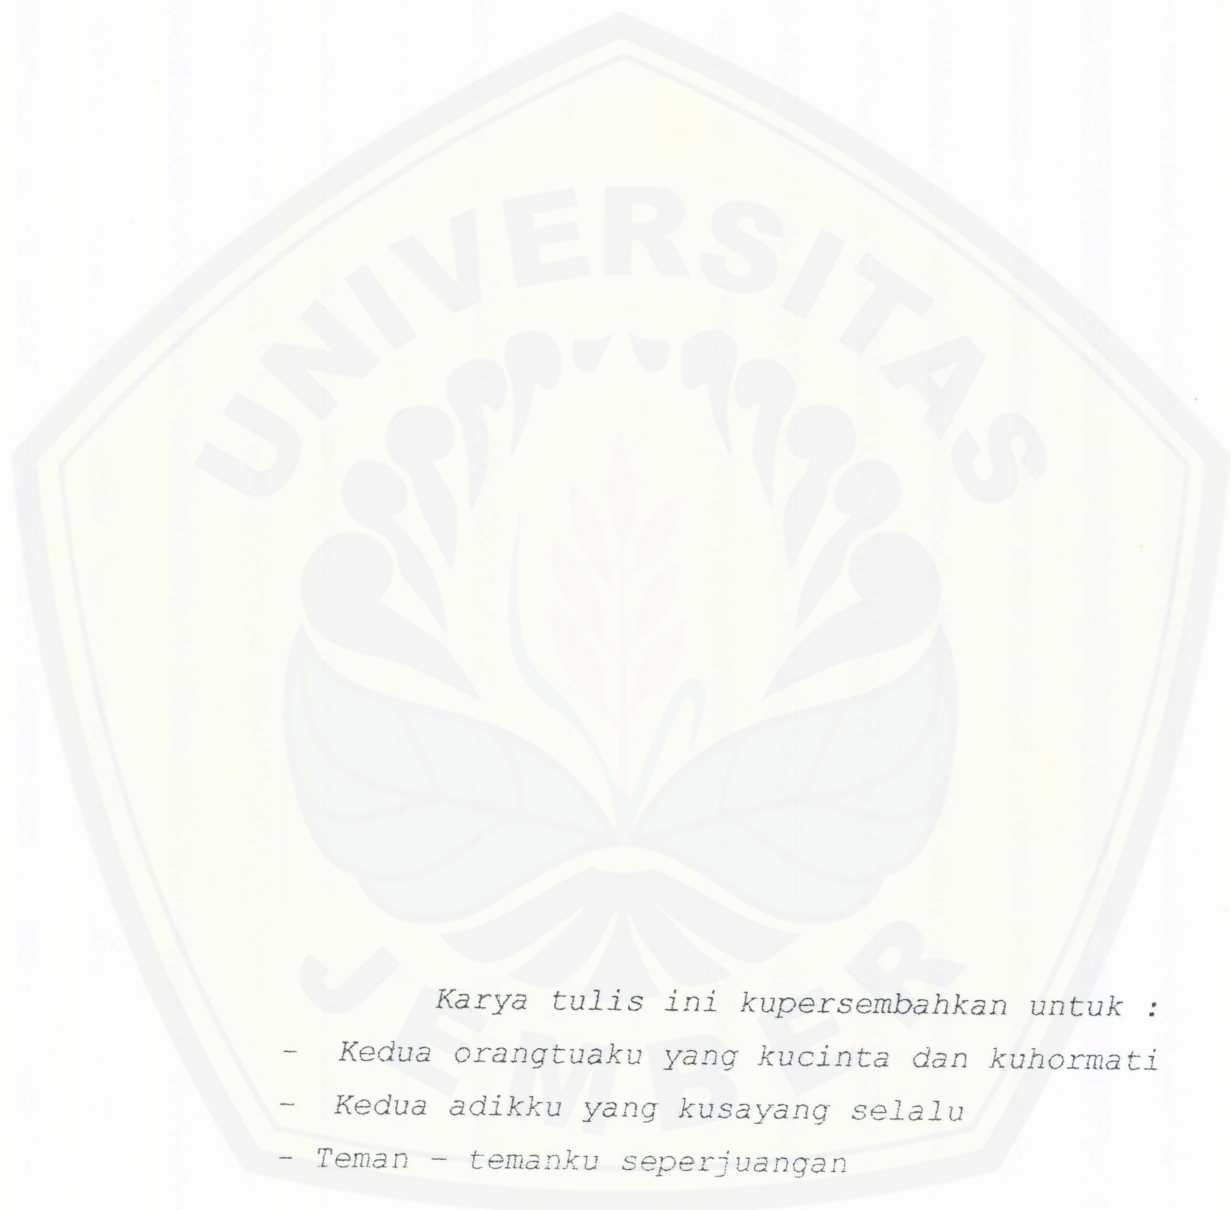 UNIVERSITAS
JEMBER
Karya tulis ini kupersembahkan untuk :
- Kedua orangtuaku yang kucinta dan kuhormati
- Kedua adikku yang kusayang selalu
- Teman - temanku seperjuangan